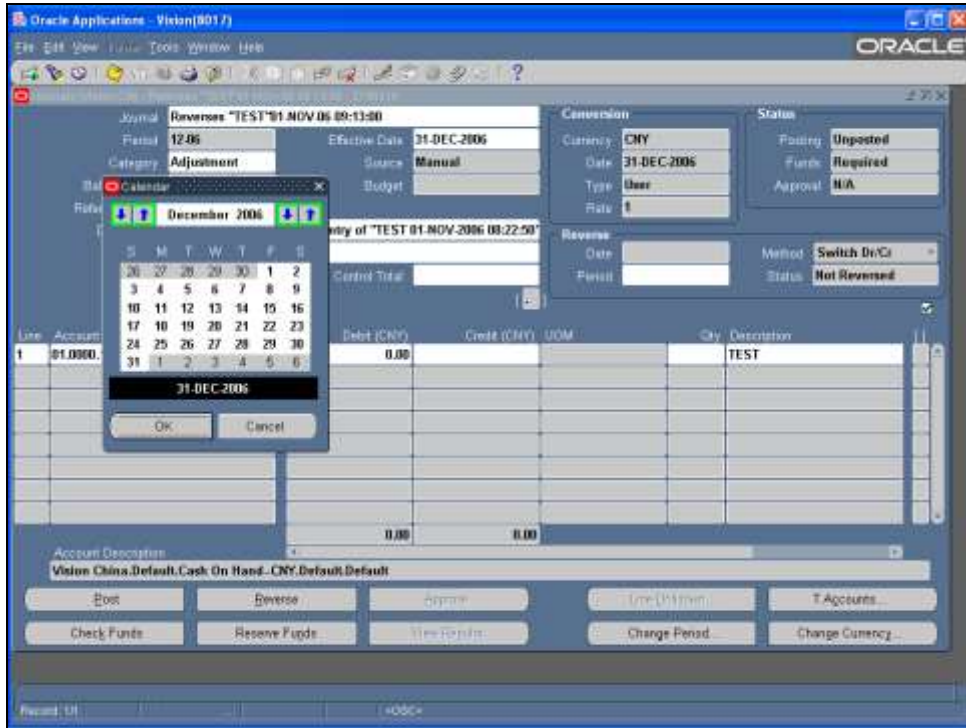 Oracle Applications - Vision(8017)
File Edit View Tools Window Help
ORACLE
Journal Reverses "TEST"01-NOV-06 09:13:00
Period 12-06 Effective Date 31-DEC-2006
Category Adjustment Source Manual
Budget
Control Total
ntry of "TEST 01-NOV-2006 08:22:50"
Conversion
Currency CNY
Date 31-DEC-2006
Type User
Rate 1
Status
Posting Unposted
Funds Required
Approval N/A
Reverse
Date
Period
Method Switch Dr/Cr
Status Not Reversed
Calendar
December 2006
S M T W T F S
26 27 28 29 30 1 2
3 4 5 6 7 8 9
10 11 12 13 14 15 16
17 18 19 20 21 22 23
24 25 26 27 28 29 30
31 1 2 3 4 5 6
31-DEC-2006
OK Cancel
Line Account Debit (CNY) Credit (CNY) UOM Qty Description
1 01.0000. 0.00 TEST
0.00 0.00
Account Description
Vision China.Default.Cash On Hand--CNY.Default.Default
Post Reverse Approve Line Drilldown T Accounts...
Check Funds Reserve Funds View Results Change Period... Change Currency...
Record: 1/1 <OSC>